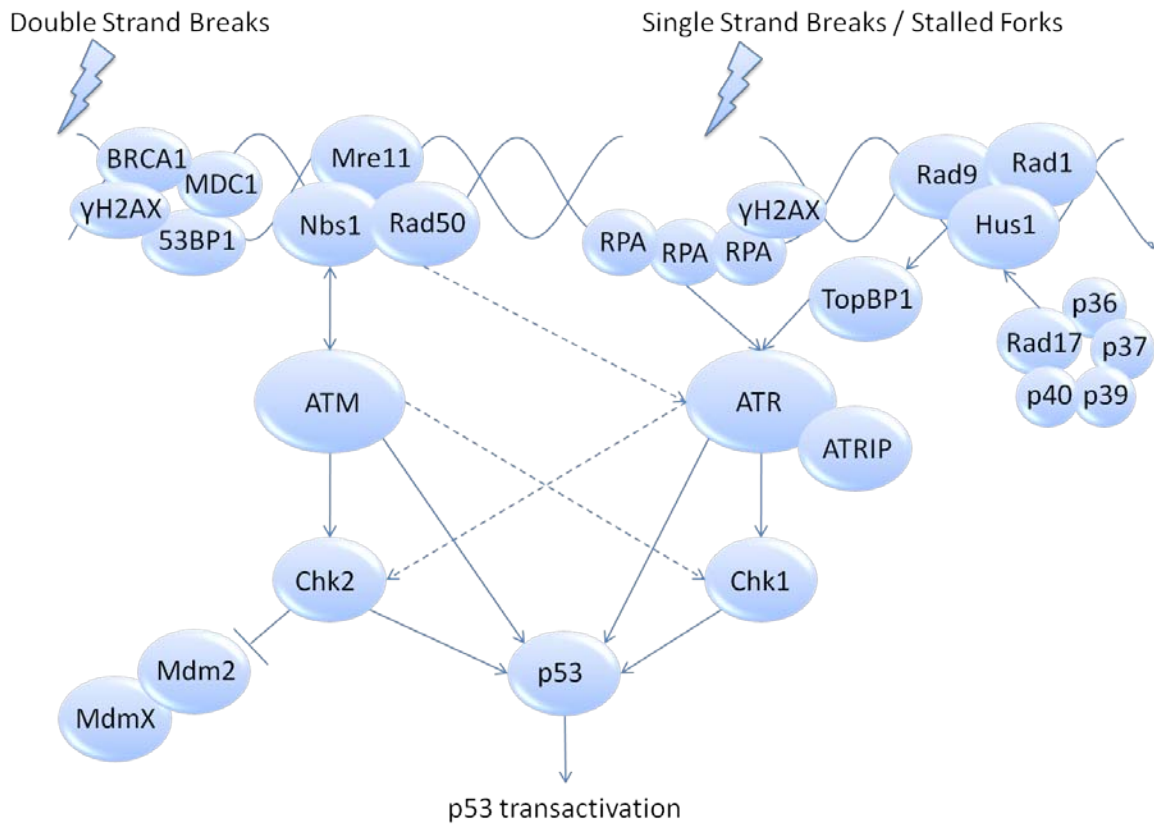 Double Strand Breaks
Single Strand Breaks / Stalled Forks
BRCA1
MDC1
γH2AX
53BP1
Mre11
Nbs1
Rad50
RPA
RPA
RPA
γH2AX
Rad9
Rad1
Hus1
TopBP1
Rad17
p36
p37
p40
p39
ATM
ATR
ATRIP
Chk2
Chk1
Mdm2
MdmX
p53
p53 transactivation